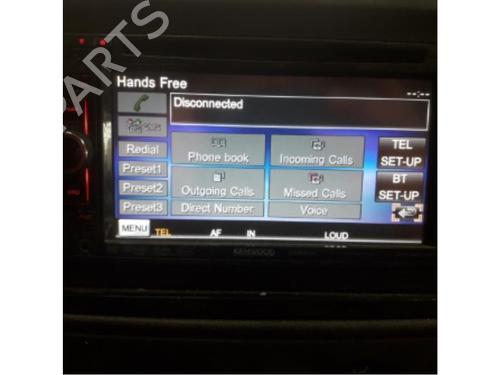 PARTS
Hands Free
Disconnected
--:--
Redial
Preset1
Preset2
Preset3
Phone book
Incoming Calls
Outgoing Calls
Missed Calls
Direct Number
Voice
TEL
SET-UP
BT
SET-UP
MENU
TEL
AF
IN
LOUD
KENWOOD